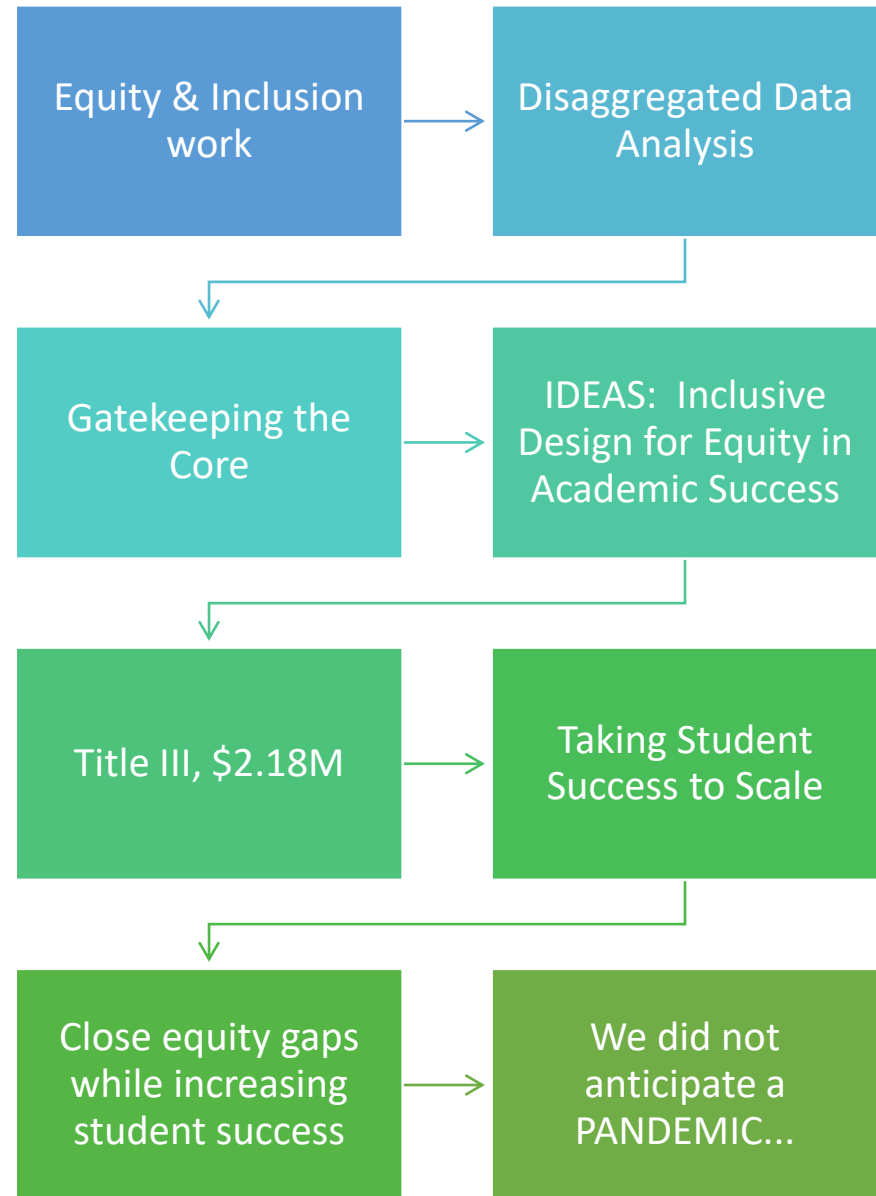 Equity & Inclusion
work
Disaggregated Data
Analysis
Gatekeeping the
Core
IDEAS:  Inclusive
Design for Equity in
Academic Success
Title III, $2.18M
Taking Student
Success to Scale
Close equity gaps
while increasing
student success
We did not
anticipate a
PANDEMIC...